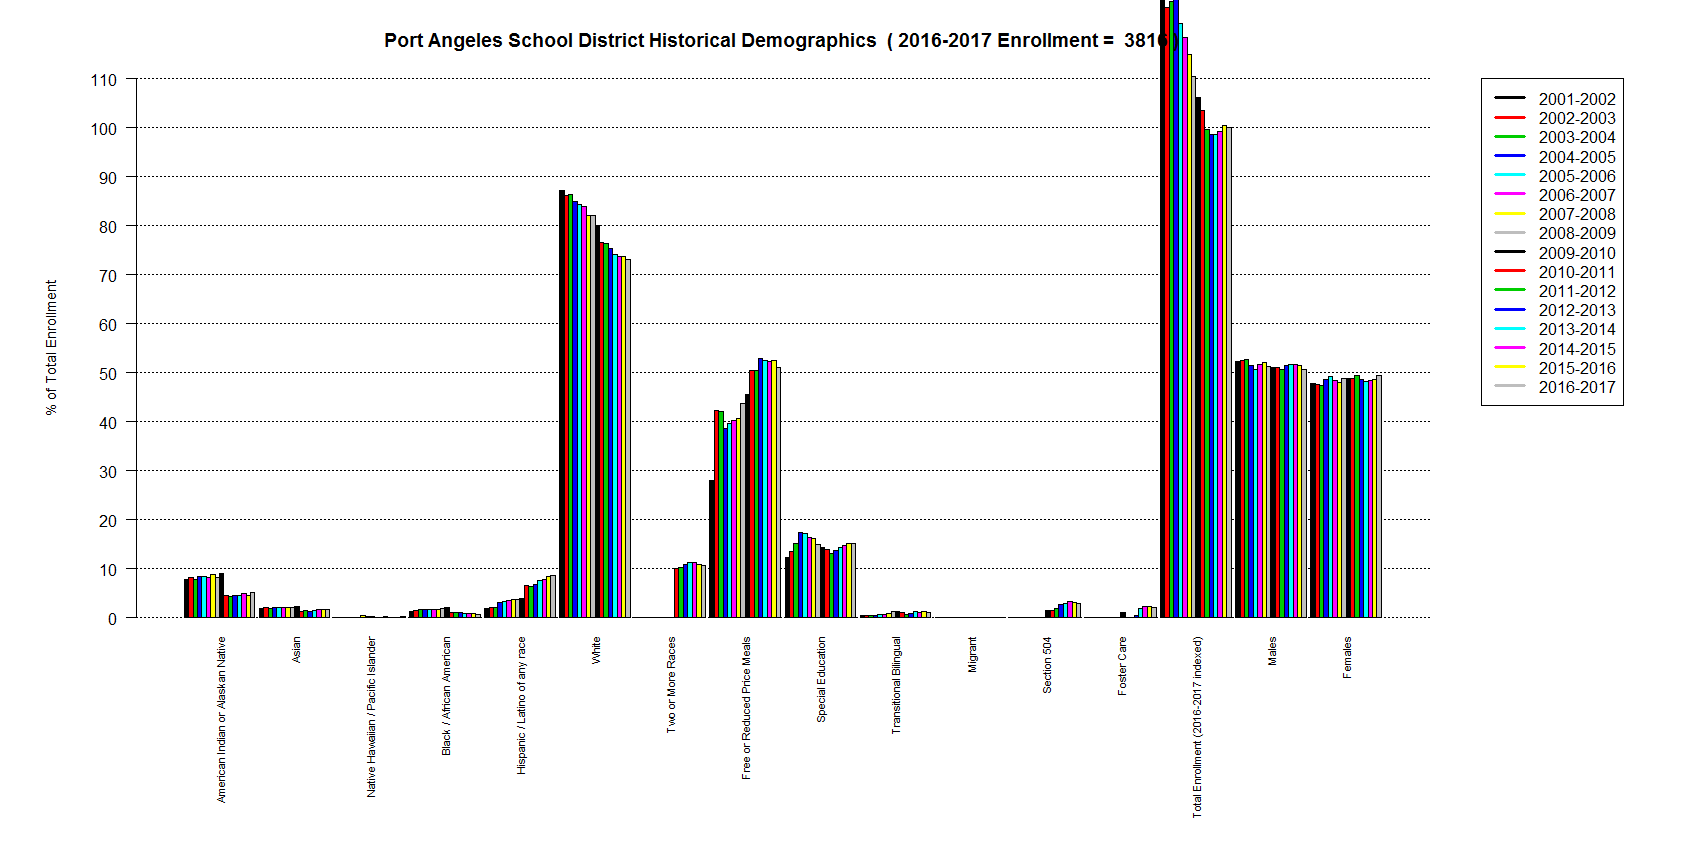 Port Angeles School District Historical Demographics ( 2016-2017 Enrollment = 3816 )
110
100
90
80
70
60
50
40
30
20
10
0
% of Total Enrollment
American Indian or Alaskan Native
Asian
Native Hawaiian / Pacific Islander
Black / African American
Hispanic / Latino of any race
White
Two or More Races
Free or Reduced Price Meals
Special Education
Transitional Bilingual
Migrant
Section 504
Foster Care
Total Enrollment (2016-2017 indexed)
Males
Females
2001-2002
2002-2003
2003-2004
2004-2005
2005-2006
2006-2007
2007-2008
2008-2009
2009-2010
2010-2011
2011-2012
2012-2013
2013-2014
2014-2015
2015-2016
2016-2017